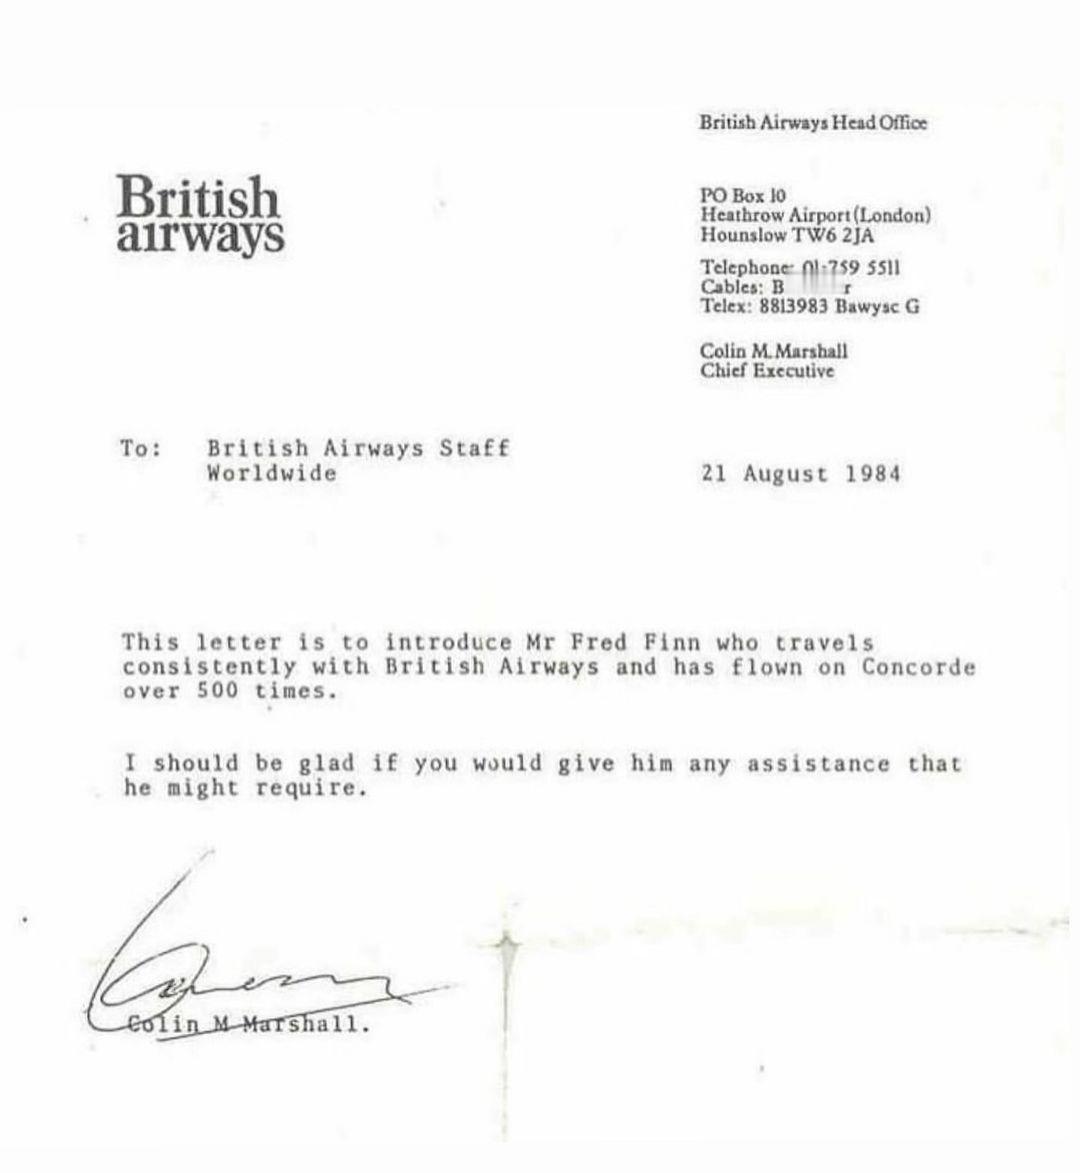 British Airways Head Office
British
airways
PO Box 10
Heathrow Airport (London)
Hounslow TW6 2JA
Telephone: 01-759 5511
Cables: B r
Telex: 8813983 Bawysc G
Colin M. Marshall
Chief Executive
To: British Airways Staff
Worldwide
21 August 1984
This letter is to introduce Mr Fred Finn who travels
consistently with British Airways and has flown on Concorde
over 500 times.
I should be glad if you would give him any assistance that
he might require.
Colin M Marshall.